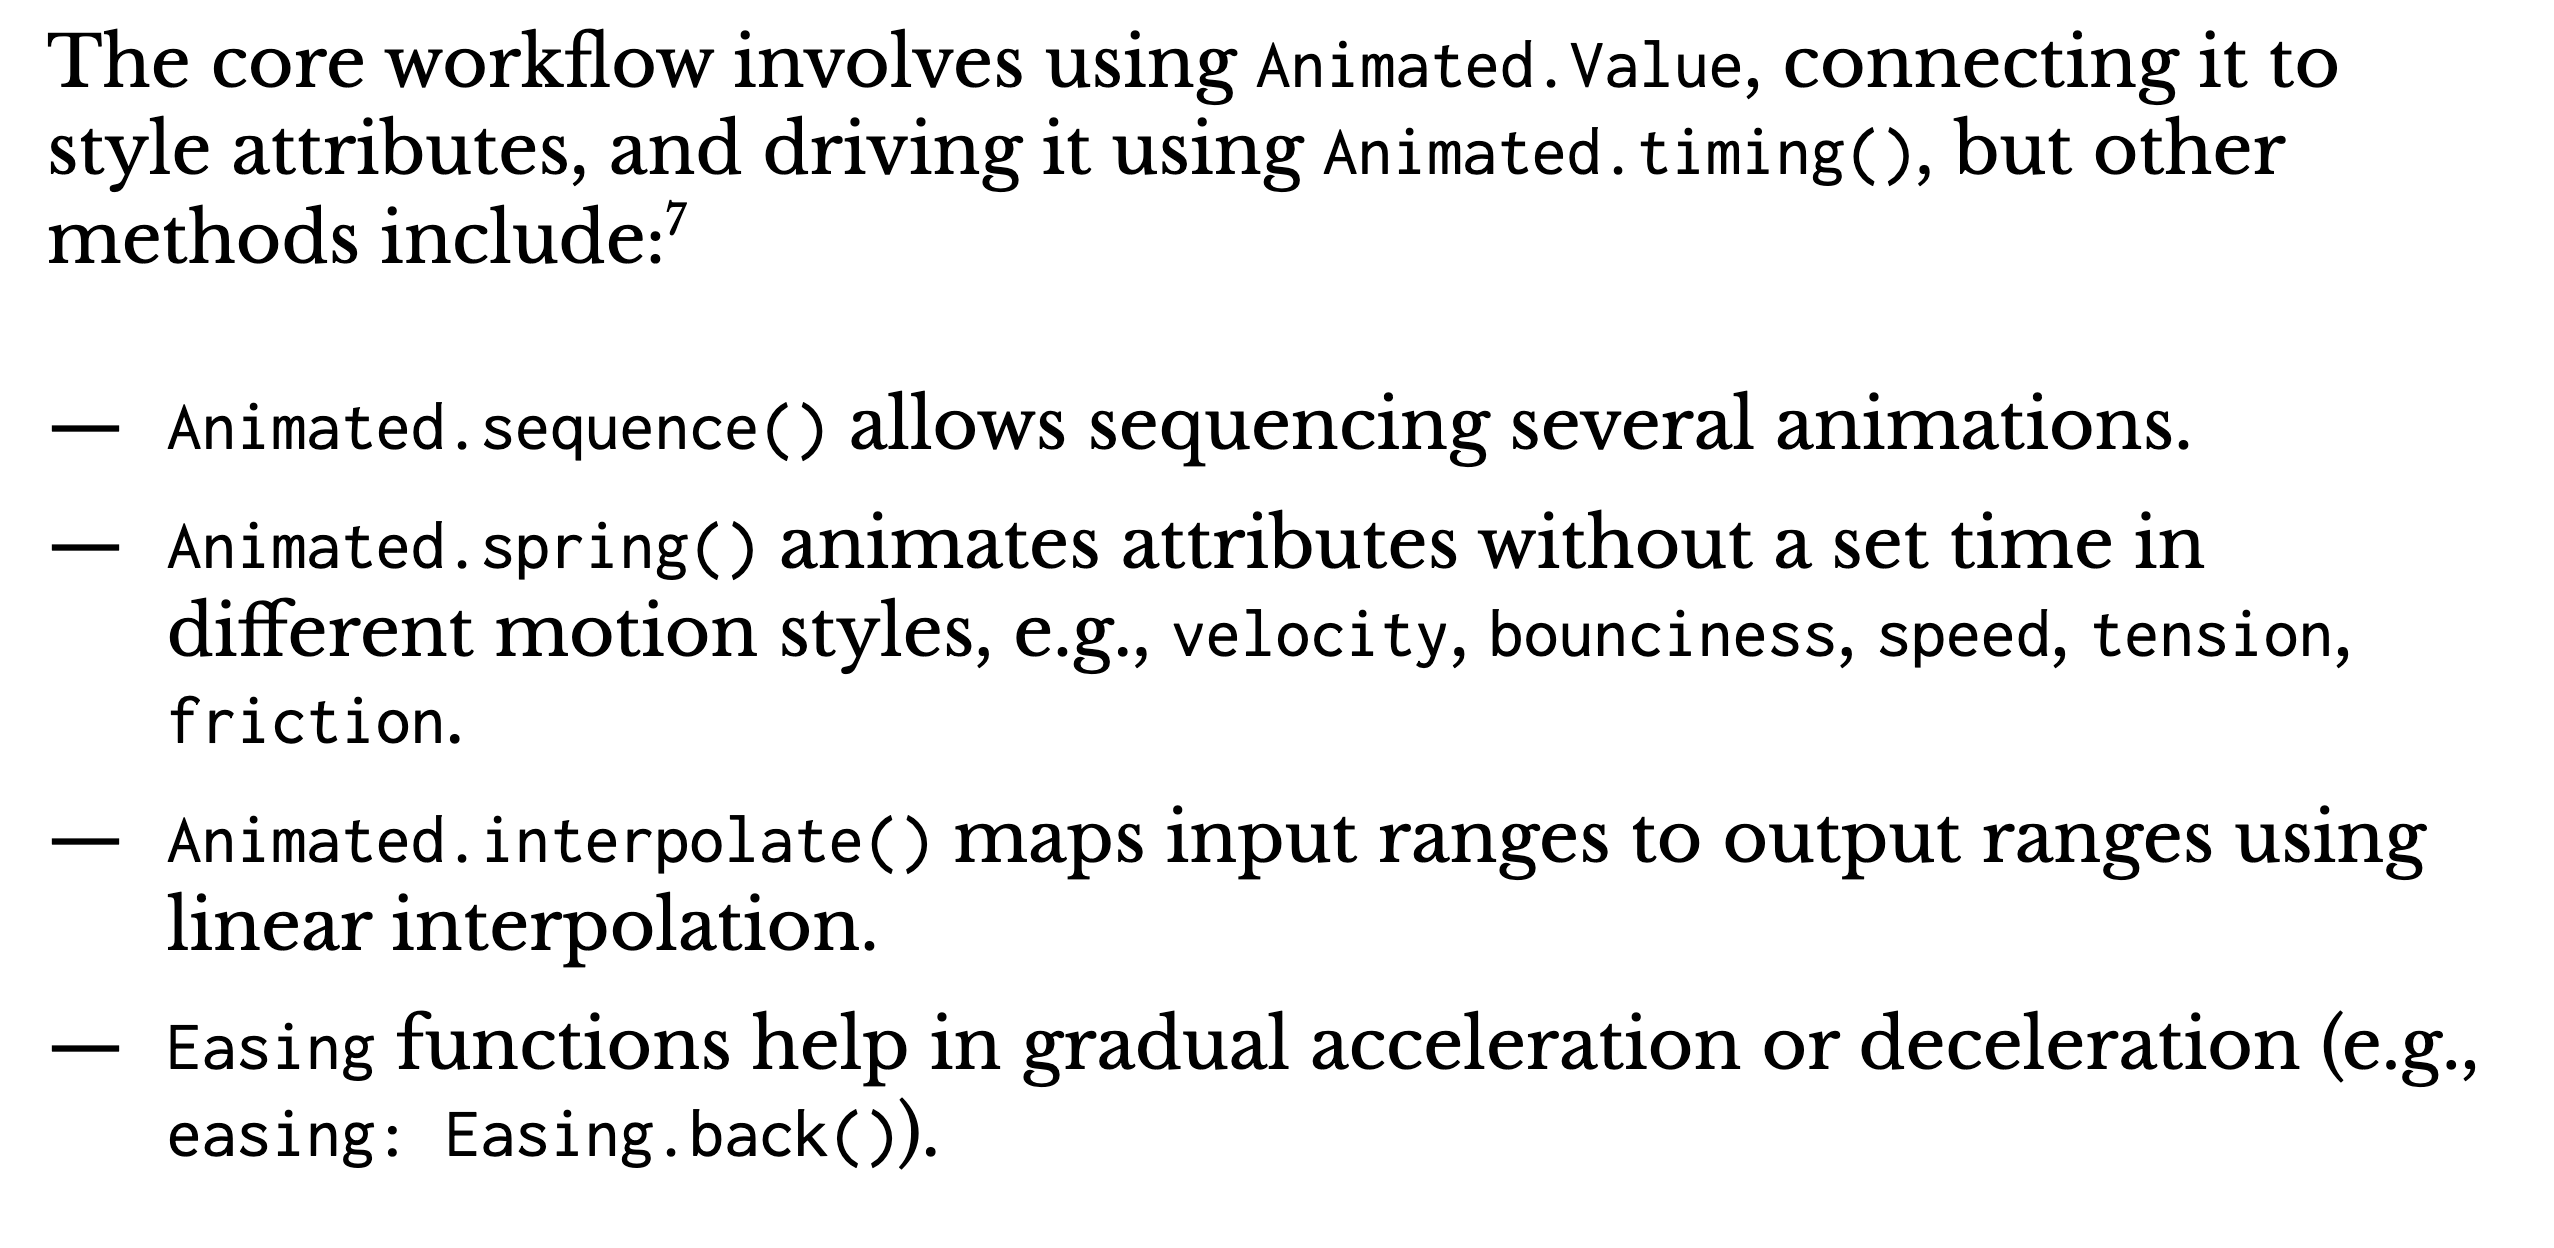 The core workflow involves using Animated.Value, connecting it to
style attributes, and driving it using Animated.timing(), but other
methods include:⁷
— Animated.sequence() allows sequencing several animations.
— Animated.spring() animates attributes without a set time in
different motion styles, e.g., velocity, bounciness, speed, tension,
friction.
— Animated.interpolate() maps input ranges to output ranges using
linear interpolation.
— Easing functions help in gradual acceleration or deceleration (e.g.,
easing: Easing.back()).